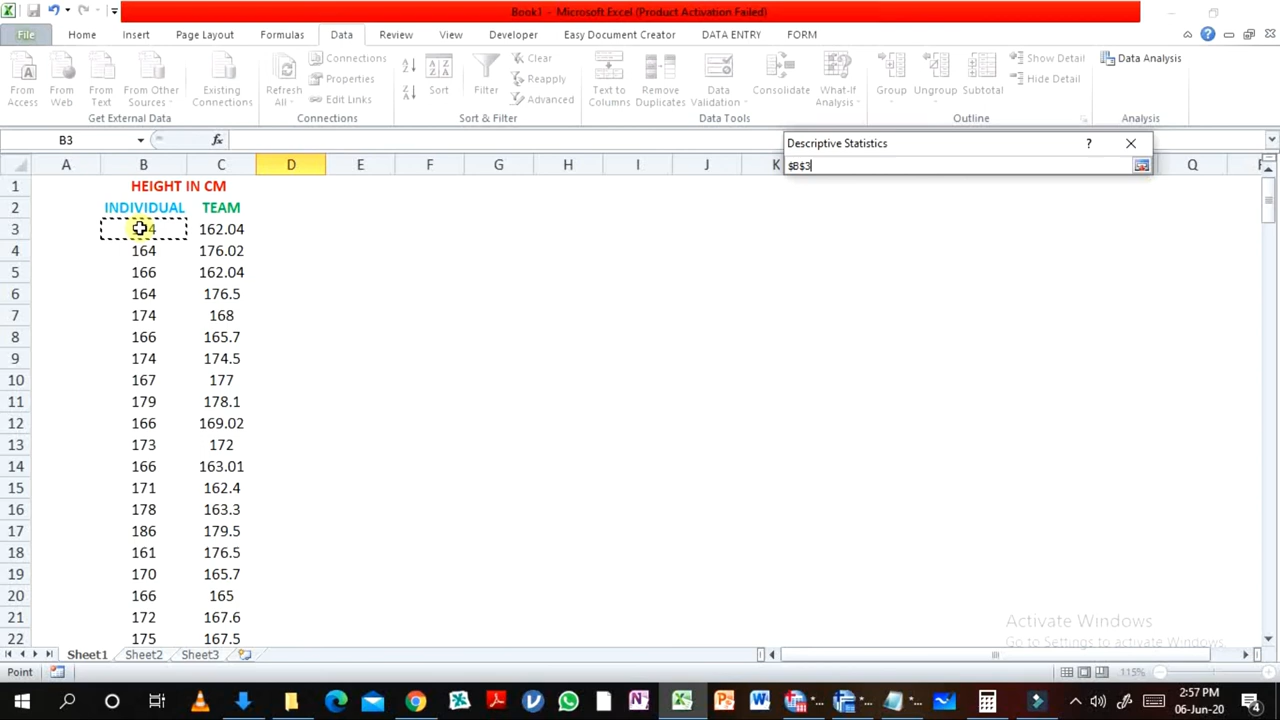 Book1 - Microsoft Excel (Product Activation Failed)
File Home Insert Page Layout Formulas Data Review View Developer Easy Document Creator DATA ENTRY FORM
From Access
From Web
From Text
From Other Sources
Existing Connections
Get External Data
Refresh All
Connections
Properties
Edit Links
Connections
Sort
Filter
Clear
Reapply
Advanced
Sort & Filter
Text to Columns
Remove Duplicates
Data Validation
Consolidate
What-If Analysis
Data Tools
Group
Ungroup
Subtotal
Show Detail
Hide Detail
Outline
Data Analysis
Analysis
B3 fx
Descriptive Statistics ?
$B$3
A B C D E F G H I J K Q
1 HEIGHT IN CM
2 INDIVIDUAL TEAM
3 4 162.04
4 164 176.02
5 166 162.04
6 164 176.5
7 174 168
8 166 165.7
9 174 174.5
10 167 177
11 179 178.1
12 166 169.02
13 173 172
14 166 163.01
15 171 162.4
16 178 163.3
17 186 179.5
18 161 176.5
19 170 165.7
20 166 165
21 172 167.6
22 175 167.5
Activate Windows
Go to Settings to activate Windows.
Sheet1 Sheet2 Sheet3
Point 115%
2:57 PM
06-Jun-20
4